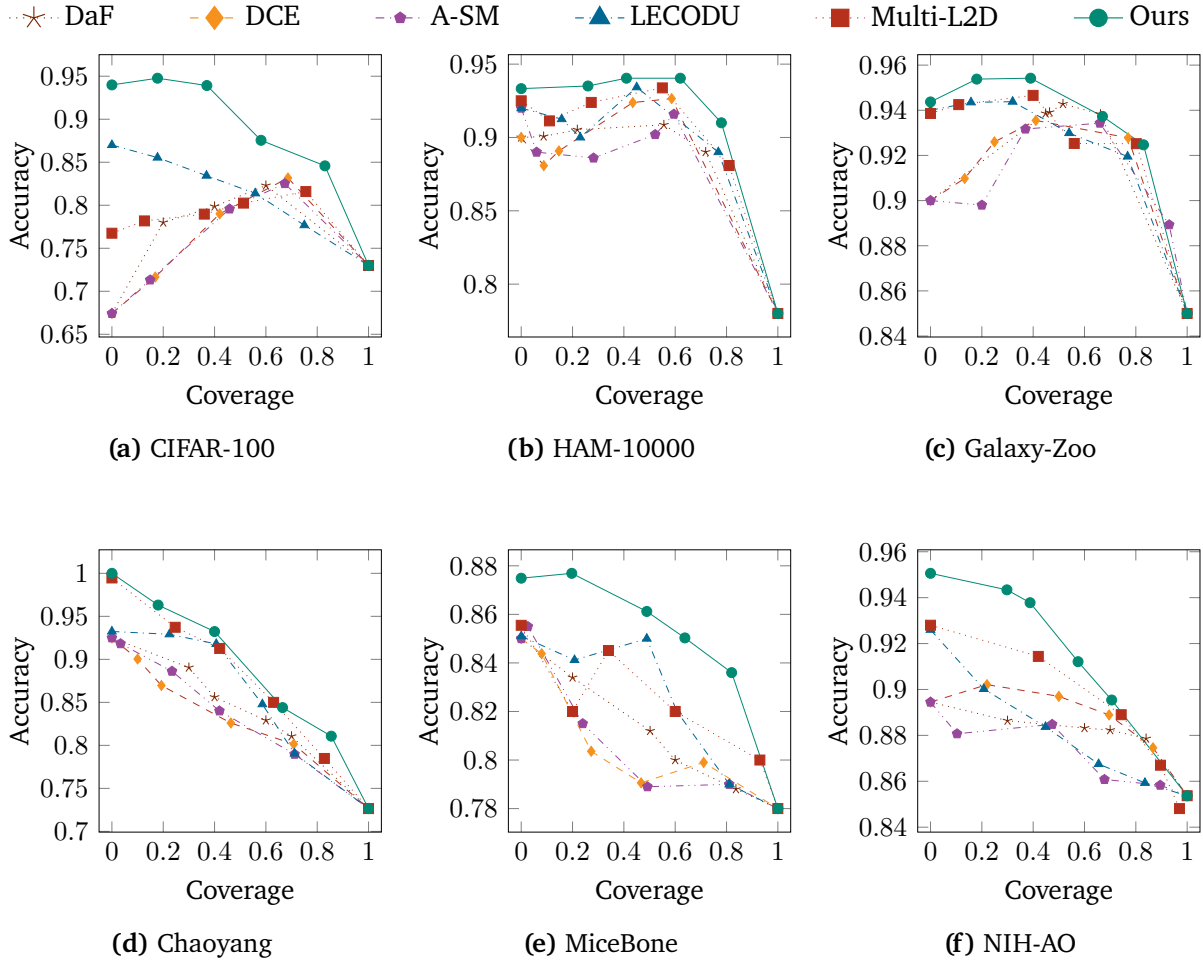 DaF DCE A-SM LECODU Multi-L2D Ours
0.95
0.9
0.85
0.8
0.75
0.7
0.65
0 0.2 0.4 0.6 0.8 1
Accuracy
Coverage
(a) CIFAR-100
0.95
0.9
0.85
0.8
0 0.2 0.4 0.6 0.8 1
Accuracy
Coverage
(b) HAM-10000
0.96
0.94
0.92
0.9
0.88
0.86
0.84
0 0.2 0.4 0.6 0.8 1
Accuracy
Coverage
(c) Galaxy-Zoo
1
0.95
0.9
0.85
0.8
0.75
0.7
0 0.2 0.4 0.6 0.8 1
Accuracy
Coverage
(d) Chaoyang
0.88
0.86
0.84
0.82
0.8
0.78
0 0.2 0.4 0.6 0.8 1
Accuracy
Coverage
(e) MiceBone
0.96
0.94
0.92
0.9
0.88
0.86
0.84
0 0.2 0.4 0.6 0.8 1
Accuracy
Coverage
(f) NIH-AO